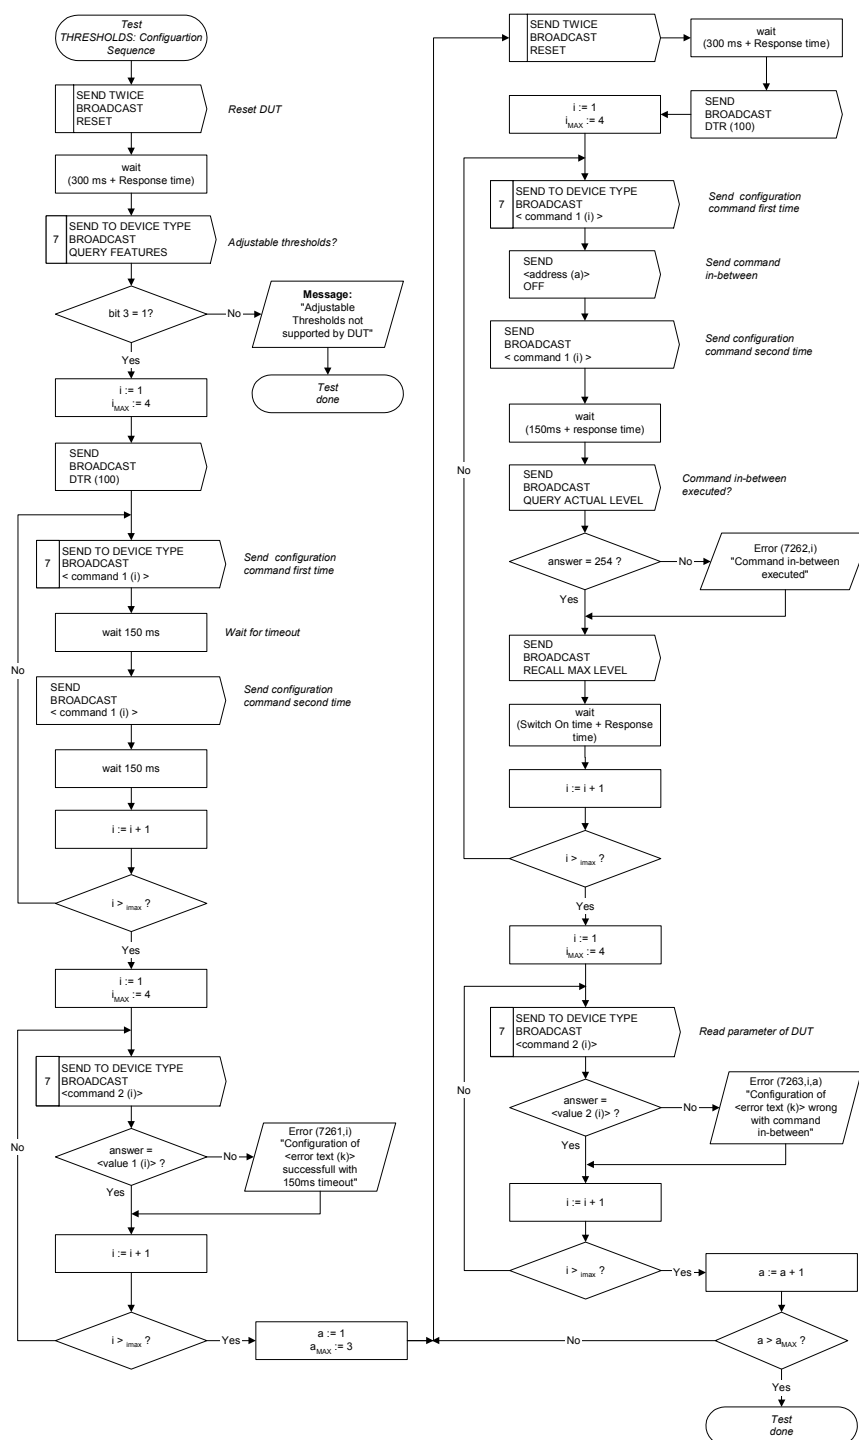 Test
THRESHOLDS: Configuartion
Sequence
SEND TWICE
BROADCAST
RESET
Reset DUT
wait
(300 ms + Response time)
7
SEND TO DEVICE TYPE
BROADCAST
QUERY FEATURES
Adjustable thresholds?
bit 3 = 1?
No
Message:
"Adjustable
Thresholds not
supported by DUT"
Test
done
Yes
i := 1
iMAX := 4
SEND
BROADCAST
DTR (100)
7
SEND TO DEVICE TYPE
BROADCAST
< command 1 (i) >
Send configuration
command first time
wait 150 ms
Wait for timeout
No
SEND
BROADCAST
< command 1 (i) >
Send configuration
command second time
wait 150 ms
i := i + 1
i > imax ?
Yes
i := 1
iMAX := 4
7
SEND TO DEVICE TYPE
BROADCAST
<command 2 (i)>
No
answer =
<value 1 (i)> ?
No
Error (7261,i)
"Configuration of
<error text (k)>
successfull with
150ms timeout"
Yes
i := i + 1
i > imax ?
Yes
a := 1
aMAX := 3
SEND TWICE
BROADCAST
RESET
wait
(300 ms + Response time)
SEND
BROADCAST
DTR (100)
i := 1
iMAX := 4
7
SEND TO DEVICE TYPE
BROADCAST
< command 1 (i) >
Send configuration
command first time
SEND
<address (a)>
OFF
Send command
in-between
SEND
BROADCAST
< command 1 (i) >
Send configuration
command second time
wait
(150ms + response time)
No
SEND
BROADCAST
QUERY ACTUAL LEVEL
Command in-between
executed?
answer = 254 ?
No
Error (7262,i)
"Command in-between
executed"
Yes
SEND
BROADCAST
RECALL MAX LEVEL
wait
(Switch On time + Response
time)
i := i + 1
i > imax ?
Yes
i := 1
iMAX := 4
7
SEND TO DEVICE TYPE
BROADCAST
<command 2 (i)>
Read parameter of DUT
No
answer =
<value 2 (i)> ?
No
Error (7263,i,a)
"Configuration of
<error text (k)> wrong
with command
in-between"
Yes
i := i + 1
i > imax ?
Yes
a := a + 1
a > aMAX ?
No
Yes
Test
done